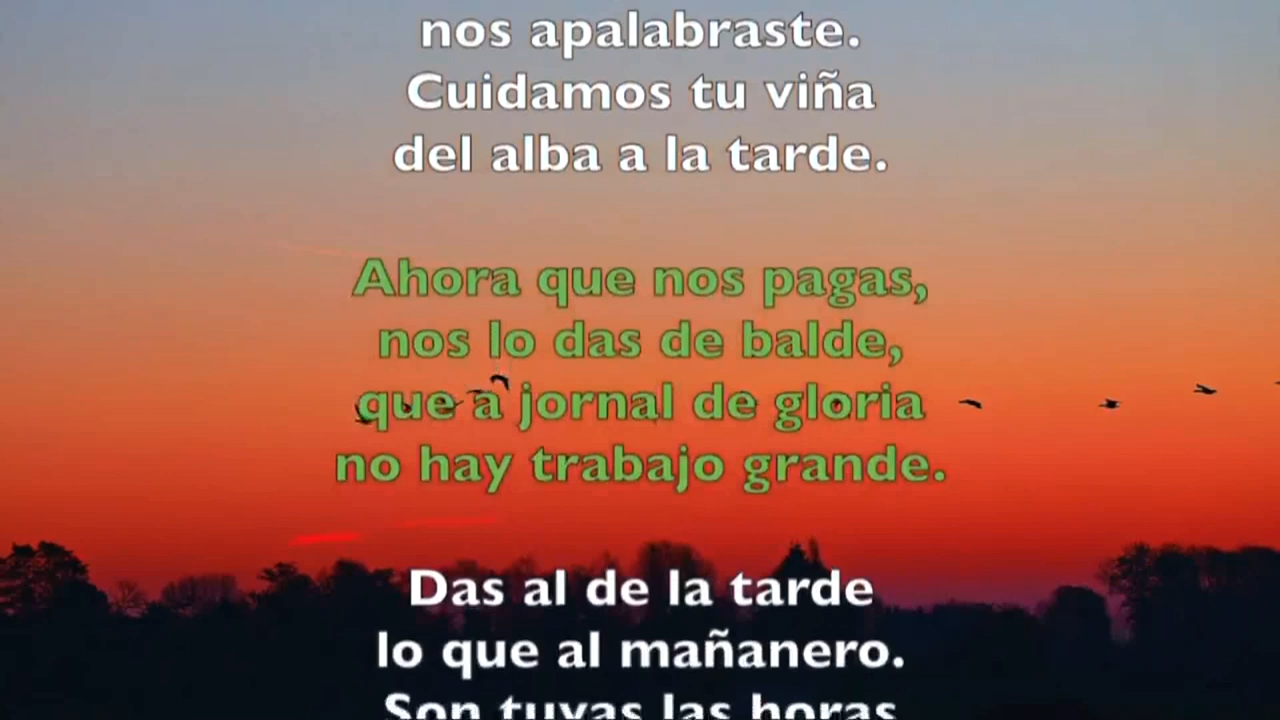 nos apalabraste.
Cuidamos tu viña
del alba a la tarde.
Ahora que nos pagas,
nos lo das de balde,
que a jornal de gloria
no hay trabajo grande.
Das al de la tarde
lo que al mañanero.
Son tuyas las horas